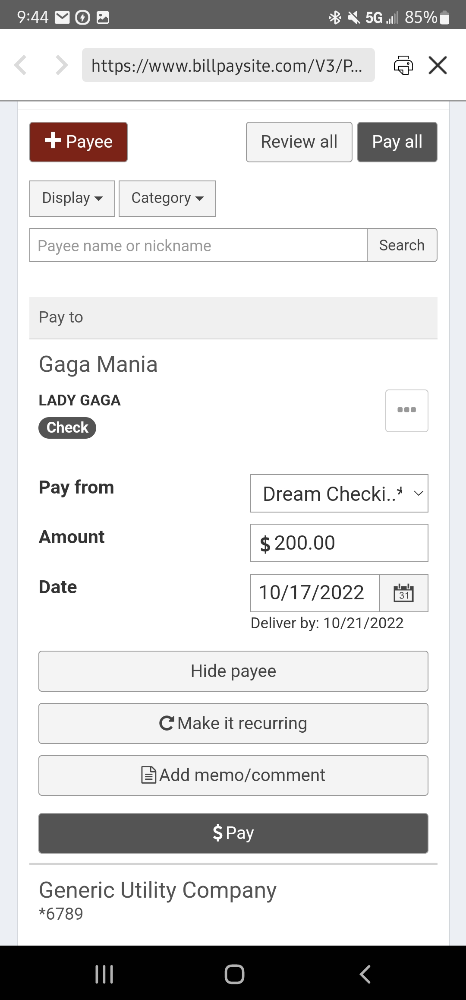 9:44
5G 85%
https://www.billpaysite.com/V3/P...
Payee
Review all
Pay all
Display
Category
Payee name or nickname
Search
Pay to
Gaga Mania
LADY GAGA
Check
Pay from
Dream Checki..*
Amount
$ 200.00
Date
10/17/2022
31
Deliver by: 10/21/2022
Hide payee
Make it recurring
Add memo/comment
$ Pay
Generic Utility Company
*6789